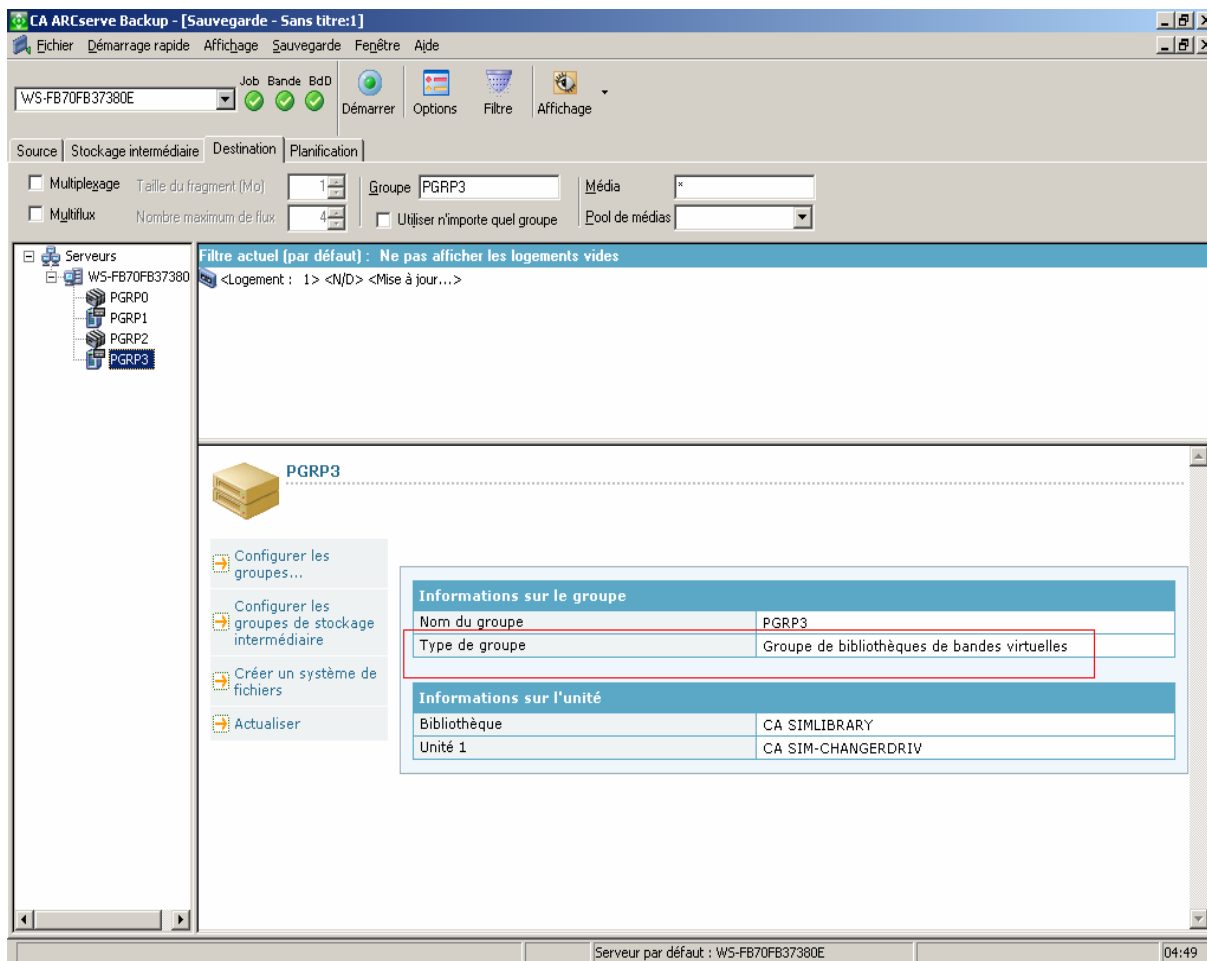 CA ARCserve Backup - [Sauvegarde - Sans titre:1]
Fichier Démarrage rapide Affichage Sauvegarde Fenêtre Aide
WS-FB70FB37380E
Job Bande BdD
Démarrer Options Filtre Affichage
Source Stockage intermédiaire Destination Planification
Multiplexage Taille du fragment (Mo) 1 Groupe PGRP3 Média *
Multiflux Nombre maximum de flux 4 Utiliser n'importe quel groupe Pool de médias
Serveurs
WS-FB70FB37380
PGRP0
PGRP1
PGRP2
PGRP3
Filtre actuel (par défaut) : Ne pas afficher les logements vides
<Logement : 1> <N/D> <Mise à jour...>
PGRP3
Configurer les
groupes...
Configurer les
groupes de stockage
intermédiaire
Créer un système de
fichiers
Actualiser
Informations sur le groupe
Nom du groupe PGRP3
Type de groupe Groupe de bibliothèques de bandes virtuelles
Informations sur l'unité
Bibliothèque CA SIMLIBRARY
Unité 1 CA SIM-CHANGERDRIV
Serveur par défaut : WS-FB70FB37380E 04:49